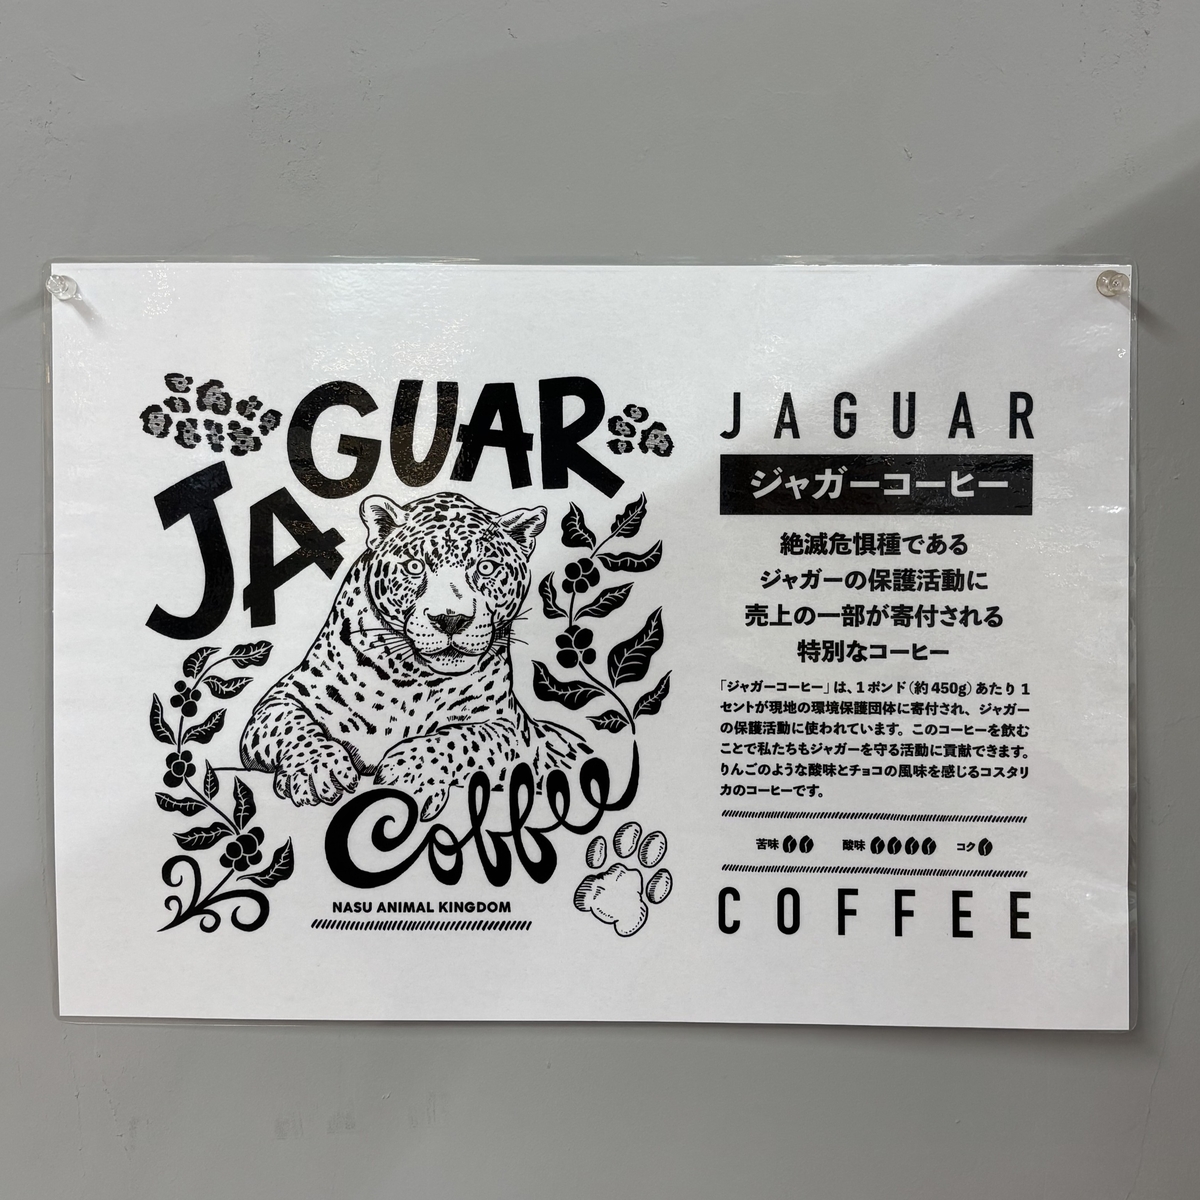 JAGUAR
Coffee
NASU ANIMAL KINGDOM
JAGUAR
ジャガーコーヒー
絶滅危惧種である
ジャガーの保護活動に
売上の一部が寄付される
特別なコーヒー
「ジャガーコーヒー」は、1ポンド(約450g)あたり1
セントが現地の環境保護団体に寄付され、ジャガー
の保護活動に使われています。このコーヒーを飲む
ことで私たちもジャガーを守る活動に貢献できます。
りんごのような酸味とチョコの風味を感じるコスタリ
カのコーヒーです。
苦味 酸味 コク
COFFEE